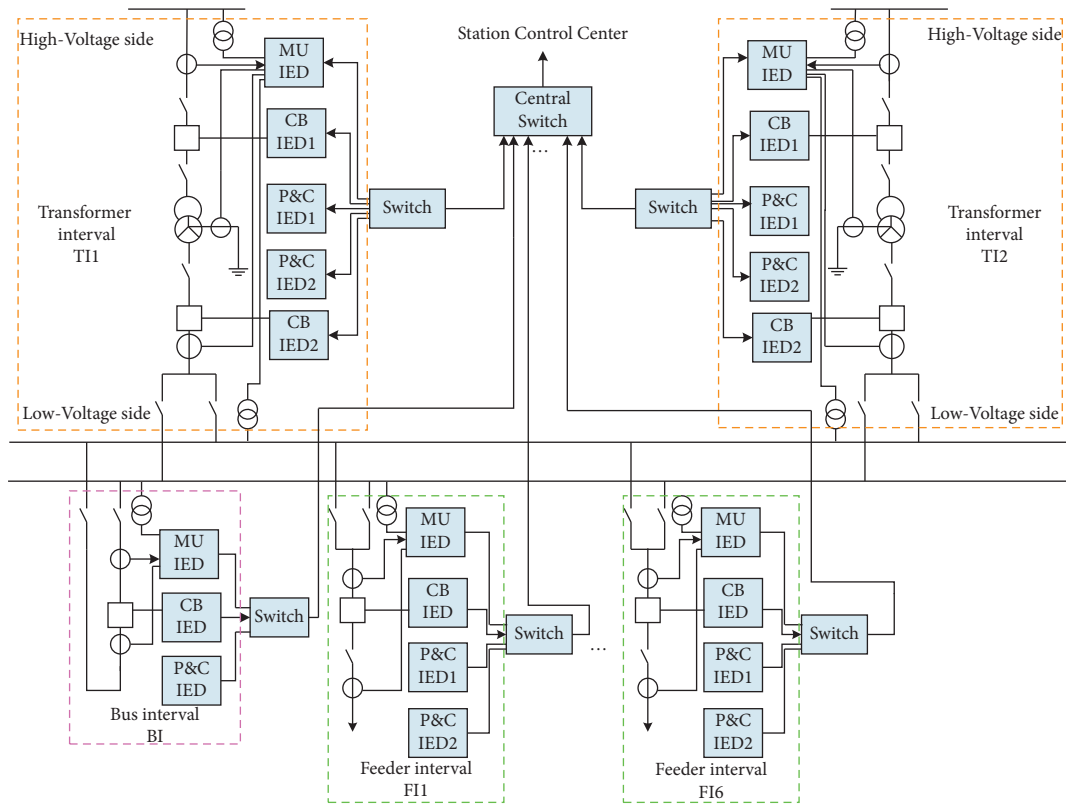 High-Voltage side
MU
IED
CB
IED1
P&C
IED1
P&C
IED2
CB
IED2
Transformer
interval
TI1
Low-Voltage side
Switch
Station Control Center
Central
Switch
...
Switch
High-Voltage side
MU
IED
CB
IED1
P&C
IED1
P&C
IED2
CB
IED2
Transformer
interval
TI2
Low-Voltage side
MU
IED
CB
IED
P&C
IED
Switch
Bus interval
BI
MU
IED
CB
IED
P&C
IED1
P&C
IED2
Switch
Feeder interval
FI1
...
MU
IED
CB
IED
P&C
IED1
P&C
IED2
Switch
Feeder interval
FI6